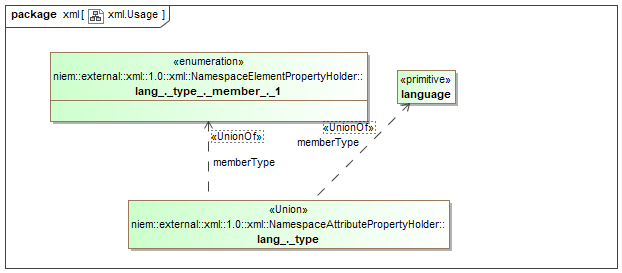 package xml[ xml.Usage ]
«enumeration»
niem::external::xml::1.0::xml::NamespaceElementPropertyHolder::
lang_._type_._member_._1
«primitive»
language
«UnionOf»
memberType
«UnionOf»
memberType
«Union»
niem::external::xml::1.0::xml::NamespaceAttributePropertyHolder::
lang_._type